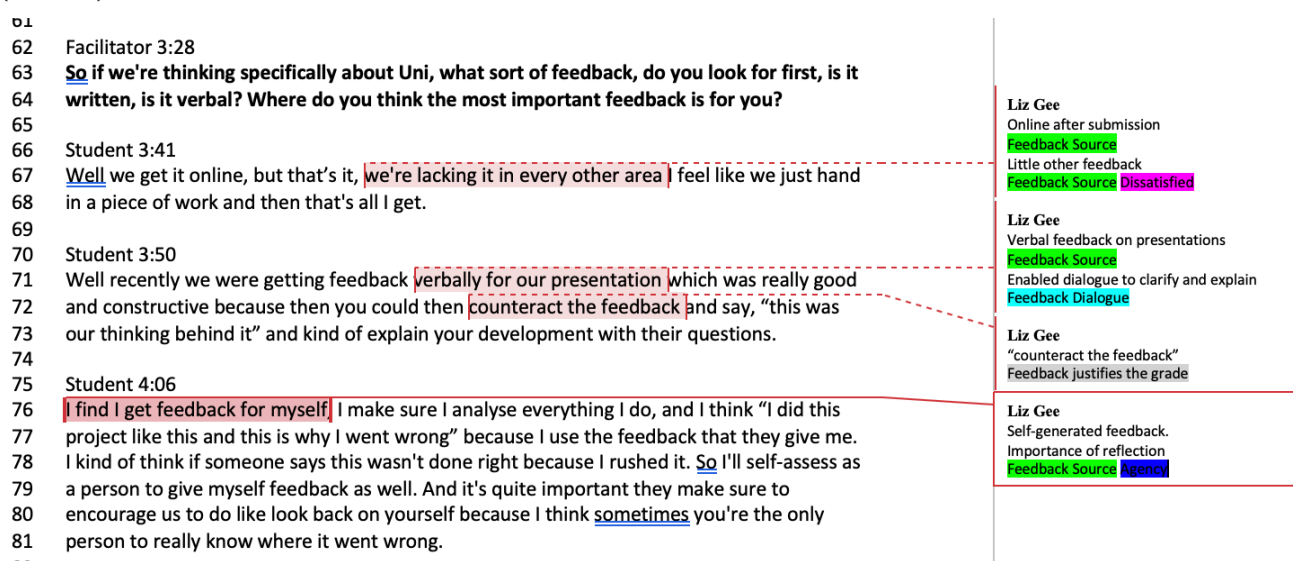 61
62 Facilitator 3:28
63 So if we're thinking specifically about Uni, what sort of feedback, do you look for first, is it
64 written, is it verbal? Where do you think the most important feedback is for you?
65
66 Student 3:41
67 Well we get it online, but that's it, we're lacking it in every other area I feel like we just hand
68 in a piece of work and then that's all I get.
69
70 Student 3:50
71 Well recently we were getting feedback verbally for our presentation which was really good
72 and constructive because then you could then counteract the feedback and say, “this was
73 our thinking behind it” and kind of explain your development with their questions.
74
75 Student 4:06
76 I find I get feedback for myself, I make sure I analyse everything I do, and I think “I did this
77 project like this and this is why I went wrong” because I use the feedback that they give me.
78 I kind of think if someone says this wasn't done right because I rushed it. So I'll self-assess as
79 a person to give myself feedback as well. And it's quite important they make sure to
80 encourage us to do like look back on yourself because I think sometimes you're the only
81 person to really know where it went wrong.
Liz Gee
Online after submission
Feedback Source
Little other feedback
Feedback Source Dissatisfied
Liz Gee
Verbal feedback on presentations
Feedback Source
Enabled dialogue to clarify and explain
Feedback Dialogue
Liz Gee
“counteract the feedback”
Feedback justifies the grade
Liz Gee
Self-generated feedback.
Importance of reflection
Feedback Source Agency